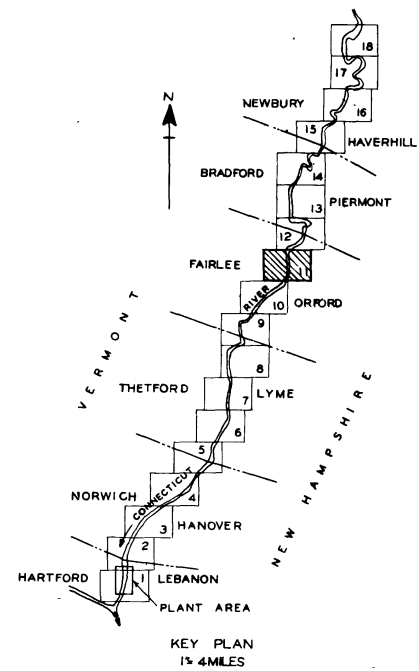 18
17
N
NEWBURY
16
15
HAVERHILL
BRADFORD
14
13
PIERMONT
12
FAIRLEE
11
RIVER
10
ORFORD
9
VERMONT
8
THETFORD
7
LYME
6
5
NEW HAMPSHIRE
CONNECTICUT
NORWICH
4
3
HANOVER
2
HARTFORD
1
LEBANON
PLANT AREA
KEY PLAN